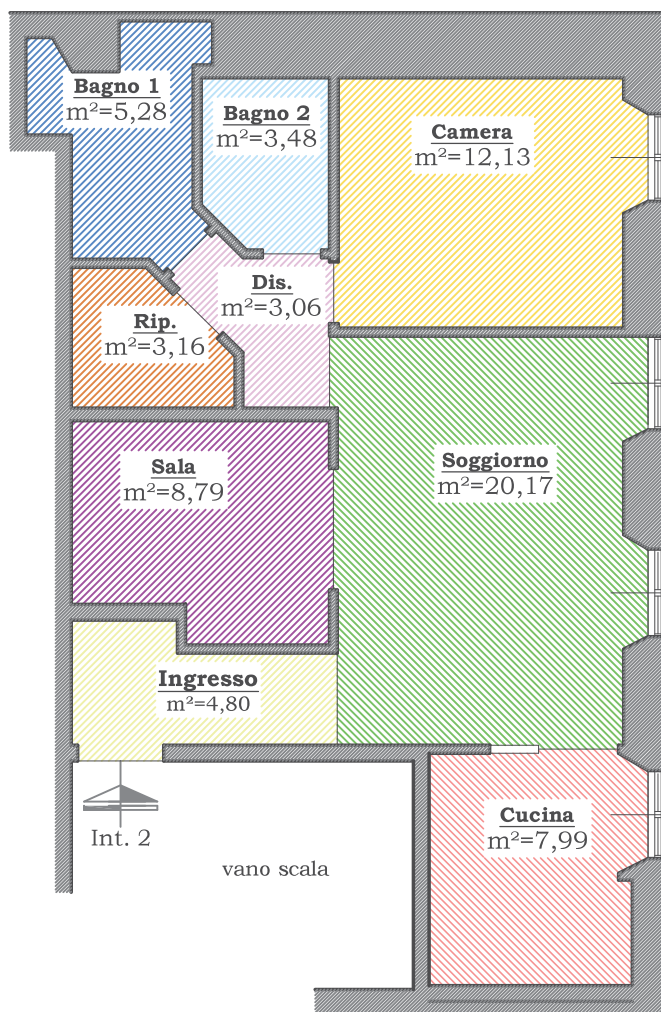 Bagno 1
m²=5,28
Bagno 2
m²=3,48
Camera
m²=12,13
Dis.
m²=3,06
Rip.
m²=3,16
Sala
m²=8,79
Soggiorno
m²=20,17
Ingresso
m²=4,80
Cucina
m²=7,99
Int. 2
vano scala